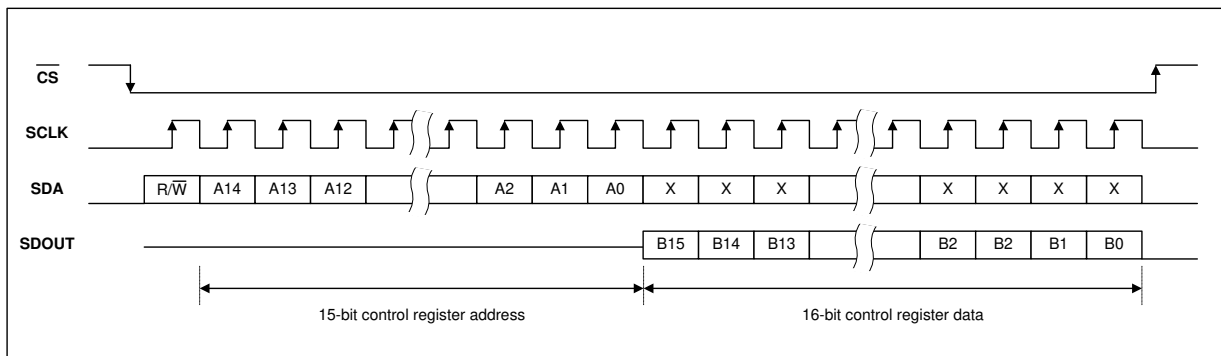 CS
SCLK
SDA R/W A14 A13 A12 A2 A1 A0 X X X X X X X
SDOUT B15 B14 B13 B2 B2 B1 B0
15-bit control register address 16-bit control register data